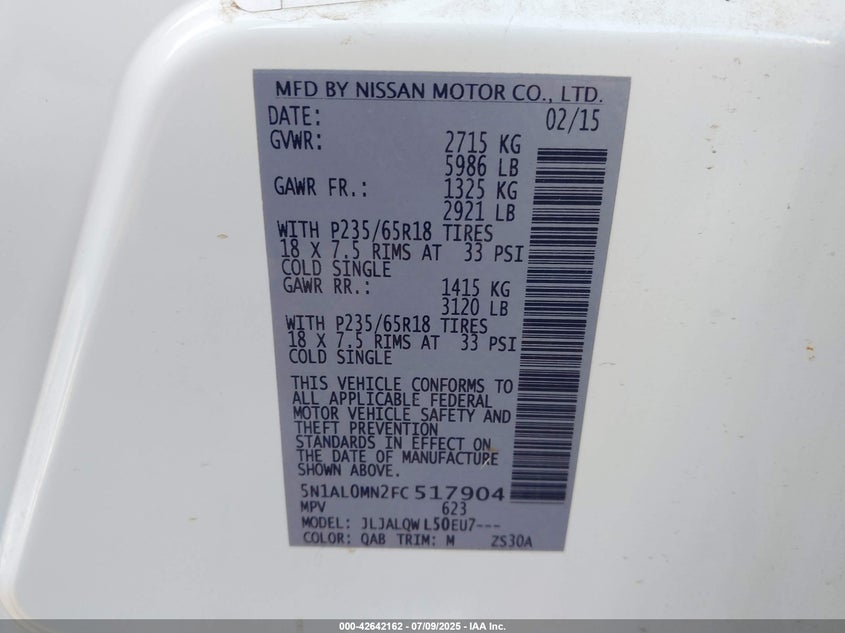 MFD BY NISSAN MOTOR CO., LTD.
DATE: 02/15
GVWR: 2715 KG
5986 LB
GAWR FR.: 1325 KG
2921 LB
WITH P235/65R18 TIRES
18 X 7.5 RIMS AT 33 PSI
COLD SINGLE
GAWR RR.: 1415 KG
3120 LB
WITH P235/65R18 TIRES
18 X 7.5 RIMS AT 33 PSI
COLD SINGLE
THIS VEHICLE CONFORMS TO
ALL APPLICABLE FEDERAL
MOTOR VEHICLE SAFETY AND
THEFT PREVENTION
STANDARDS IN EFFECT ON
THE DATE OF MANUFACTURE
SHOWN ABOVE.
5N1AL0MN2FC517904
MPV 623
MODEL: JLJALQWL50EU7---
COLOR: QAB TRIM: M ZS30A
000-42642162 - 07/09/2025 - IAA Inc.